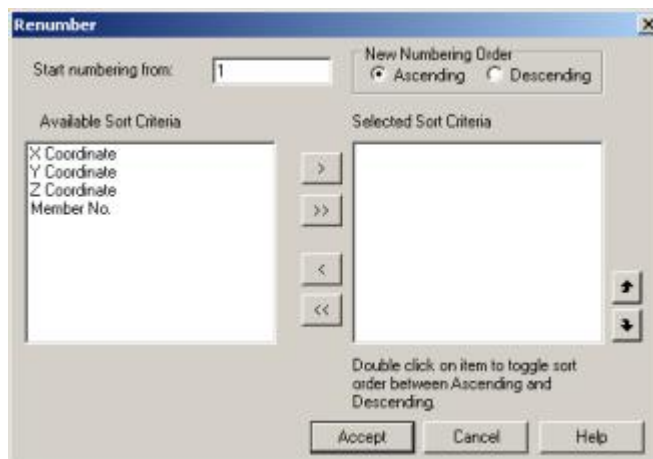 Renumber
Start numbering from:
1
New Numbering Order
Ascending
Descending
Available Sort Criteria
Selected Sort Criteria
X Coordinate
Y Coordinate
Z Coordinate
Member No.
>
>>
<
<<
Double click on item to toggle sort
order between Ascending and
Descending.
Accept
Cancel
Help